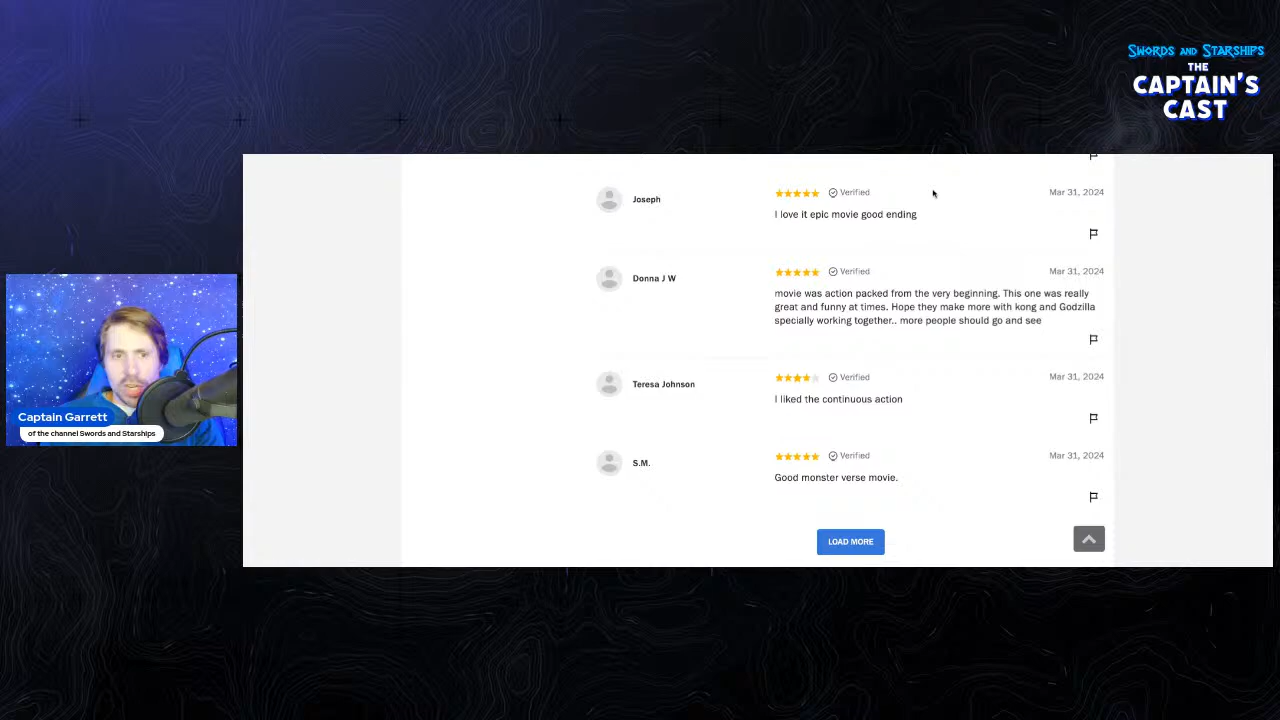 SWORDS AND STARSHIPS
THE
CAPTAIN'S
CAST
Joseph
Verified
Mar 31, 2024
I love it epic movie good ending
Donna J W
Verified
Mar 31, 2024
movie was action packed from the very beginning. This one was really
great and funny at times. Hope they make more with kong and Godzilla
specially working together.. more people should go and see
Teresa Johnson
Verified
Mar 31, 2024
I liked the continuous action
S.M.
Verified
Mar 31, 2024
Good monster verse movie.
LOAD MORE
Captain Garrett
of the channel Swords and Starships